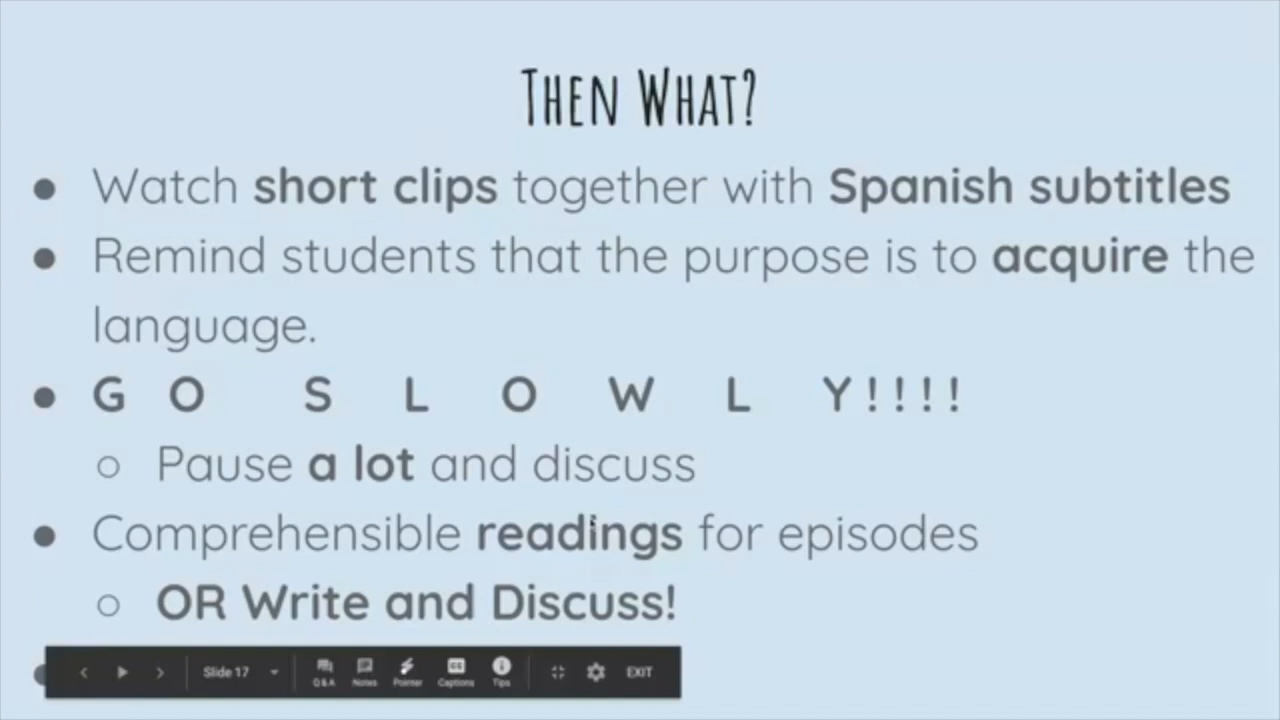 THEN WHAT?
● Watch short clips together with Spanish subtitles
● Remind students that the purpose is to acquire the
language.
● G O S L O W L Y!!!!
○ Pause a lot and discuss
● Comprehensible readings for episodes
○ OR Write and Discuss!
Slide 17
Q&A Notes Pointer Captions Tips
EXIT